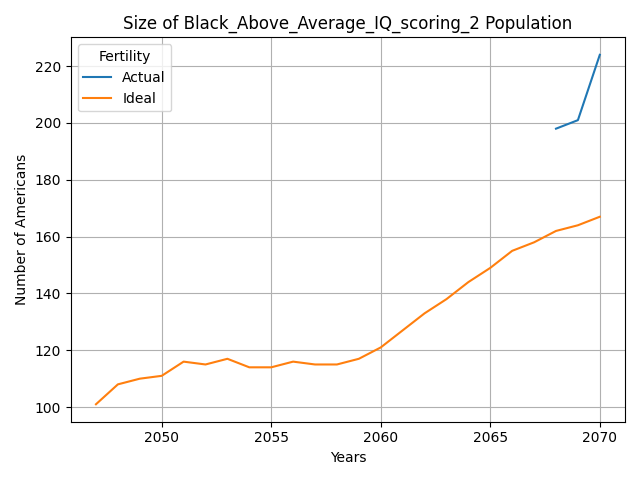 Size of Black_Above_Average_IQ_scoring_2 Population
Fertility
Actual
Ideal
Number of Americans
220
200
180
160
140
120
100
2050
2055
2060
2065
2070
Years